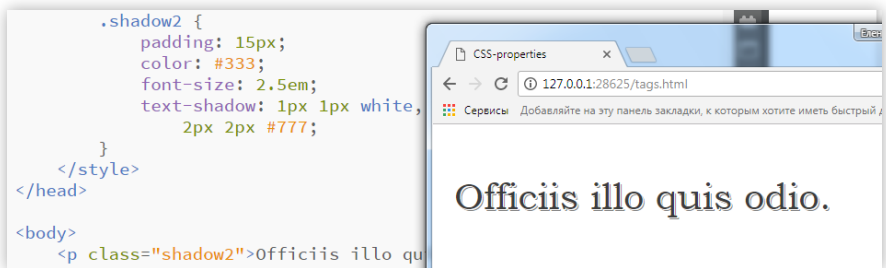 .shadow2 {
padding: 15px;
color: #333;
font-size: 2.5em;
text-shadow: 1px 1px white,
2px 2px #777;
}
</style>
</head>
<body>
<p class="shadow2">Officiis illo qu
Елен
CSS-properties
127.0.0.1:28625/tags.html
Сервисы Добавляйте на эту панель закладки, к которым хотите иметь быстрый д
Officiis illo quis odio.